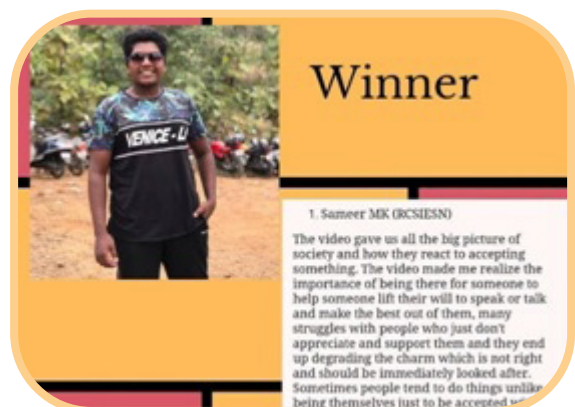 Winner
VENICE - L
1. Sameer MK (RCSIESN)
The video gave us all the big picture of
society and how they react to accepting
something. The video made me realize the
importance of being there for someone to
help someone lift their will to speak or talk
and make the best out of them, many
struggles with people who just don't
appreciate and support them and they end
up degrading the charm which is not right
and should be immediately looked after.
Sometimes people tend to do things unlike
being themselves just to be accepted